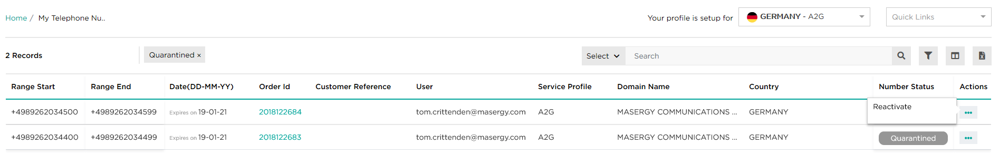 Home / My Telephone Nu.. Your profile is setup for GERMANY - A2G Quick Links
2 Records Quarantined × Select Search
Range Start Range End Date(DD-MM-YY) Order Id Customer Reference User Service Profile Domain Name Country Number Status Actions
+4989262034500 +4989262034599 Expires on 19-01-21 2018122684 tom.crittenden@masergy.com A2G MASERGY COMMUNICATIONS ... GERMANY Reactivate
+4989262034400 +4989262034499 Expires on 19-01-21 2018122683 tom.crittenden@masergy.com A2G MASERGY COMMUNICATIONS ... GERMANY Quarantined